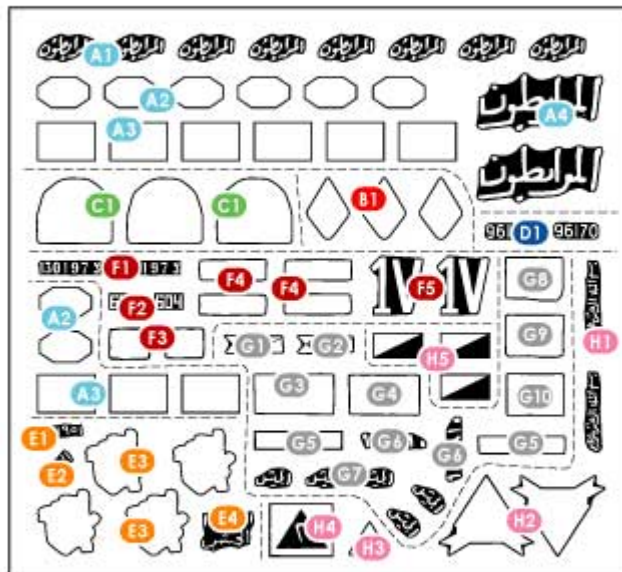 المرابطون المرابطون المرابطون المرابطون المرابطون المرابطون المرابطون المرابطون
A1
A2
A3
المرابطون
A4
المرابطون
C1 C1 B1
D1 96170
F1
F4 F4 1V F5 1V G8
F2 604
A2 F3 G1 G2 H5 G9 H1
A3 G3 G4 G10
E1 G5 G6 G6 G5
E2 E3 G7
E3 E4 H4 H3 H2